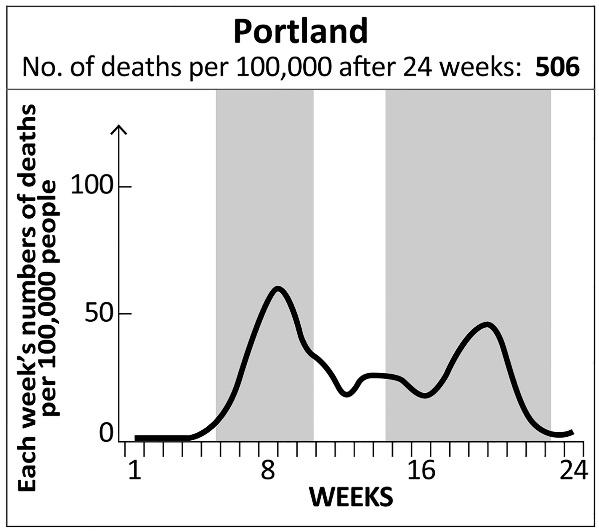 Portland
No. of deaths per 100,000 after 24 weeks: 506
Each week's numbers of deaths
per 100,000 people
100
50
0
1 8 16 24
WEEKS